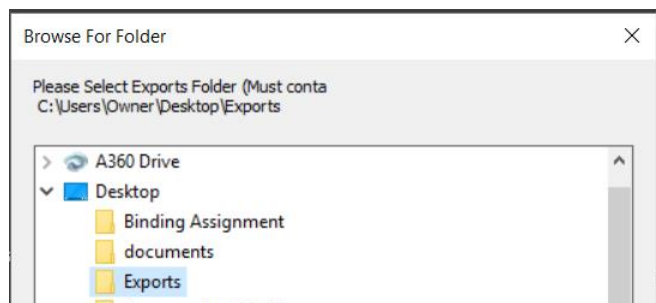 Browse For Folder
Please Select Exports Folder (Must conta
C:\Users\Owner\Desktop\Exports
A360 Drive
Desktop
Binding Assignment
documents
Exports